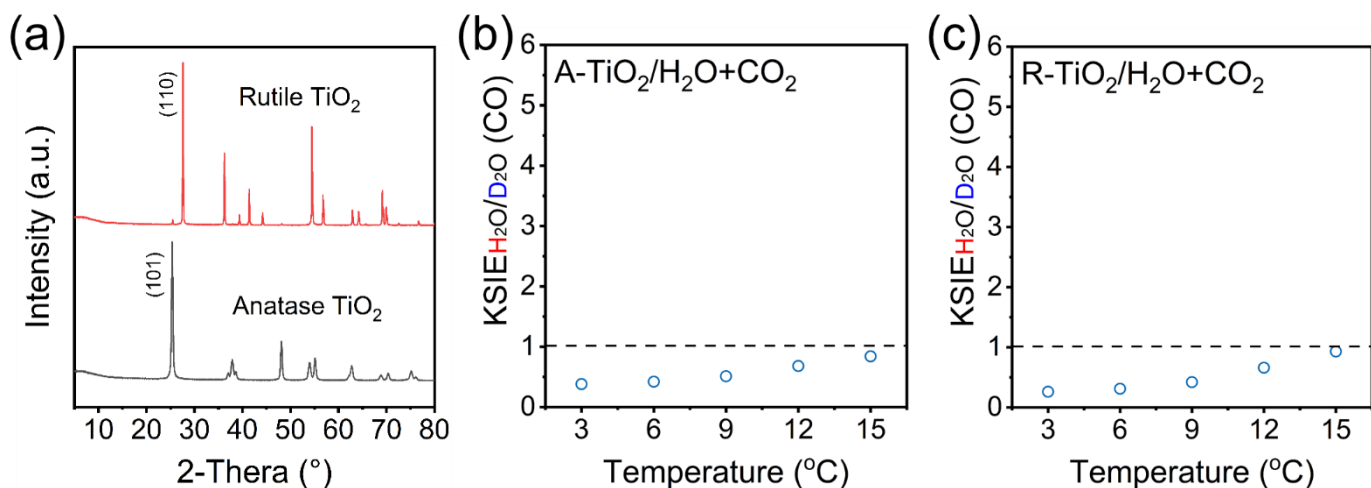 (a)
Intensity (a.u.)
(110)
Rutile TiO2
(101)
Anatase TiO2
10 20 30 40 50 60 70 80
2-Thera (°)
(b)
KSIEH2O/D2O (CO)
6
5
4
3
2
1
0
A-TiO2/H2O+CO2
3 6 9 12 15
Temperature (oC)
(c)
KSIEH2O/D2O (CO)
6
5
4
3
2
1
0
R-TiO2/H2O+CO2
3 6 9 12 15
Temperature (oC)